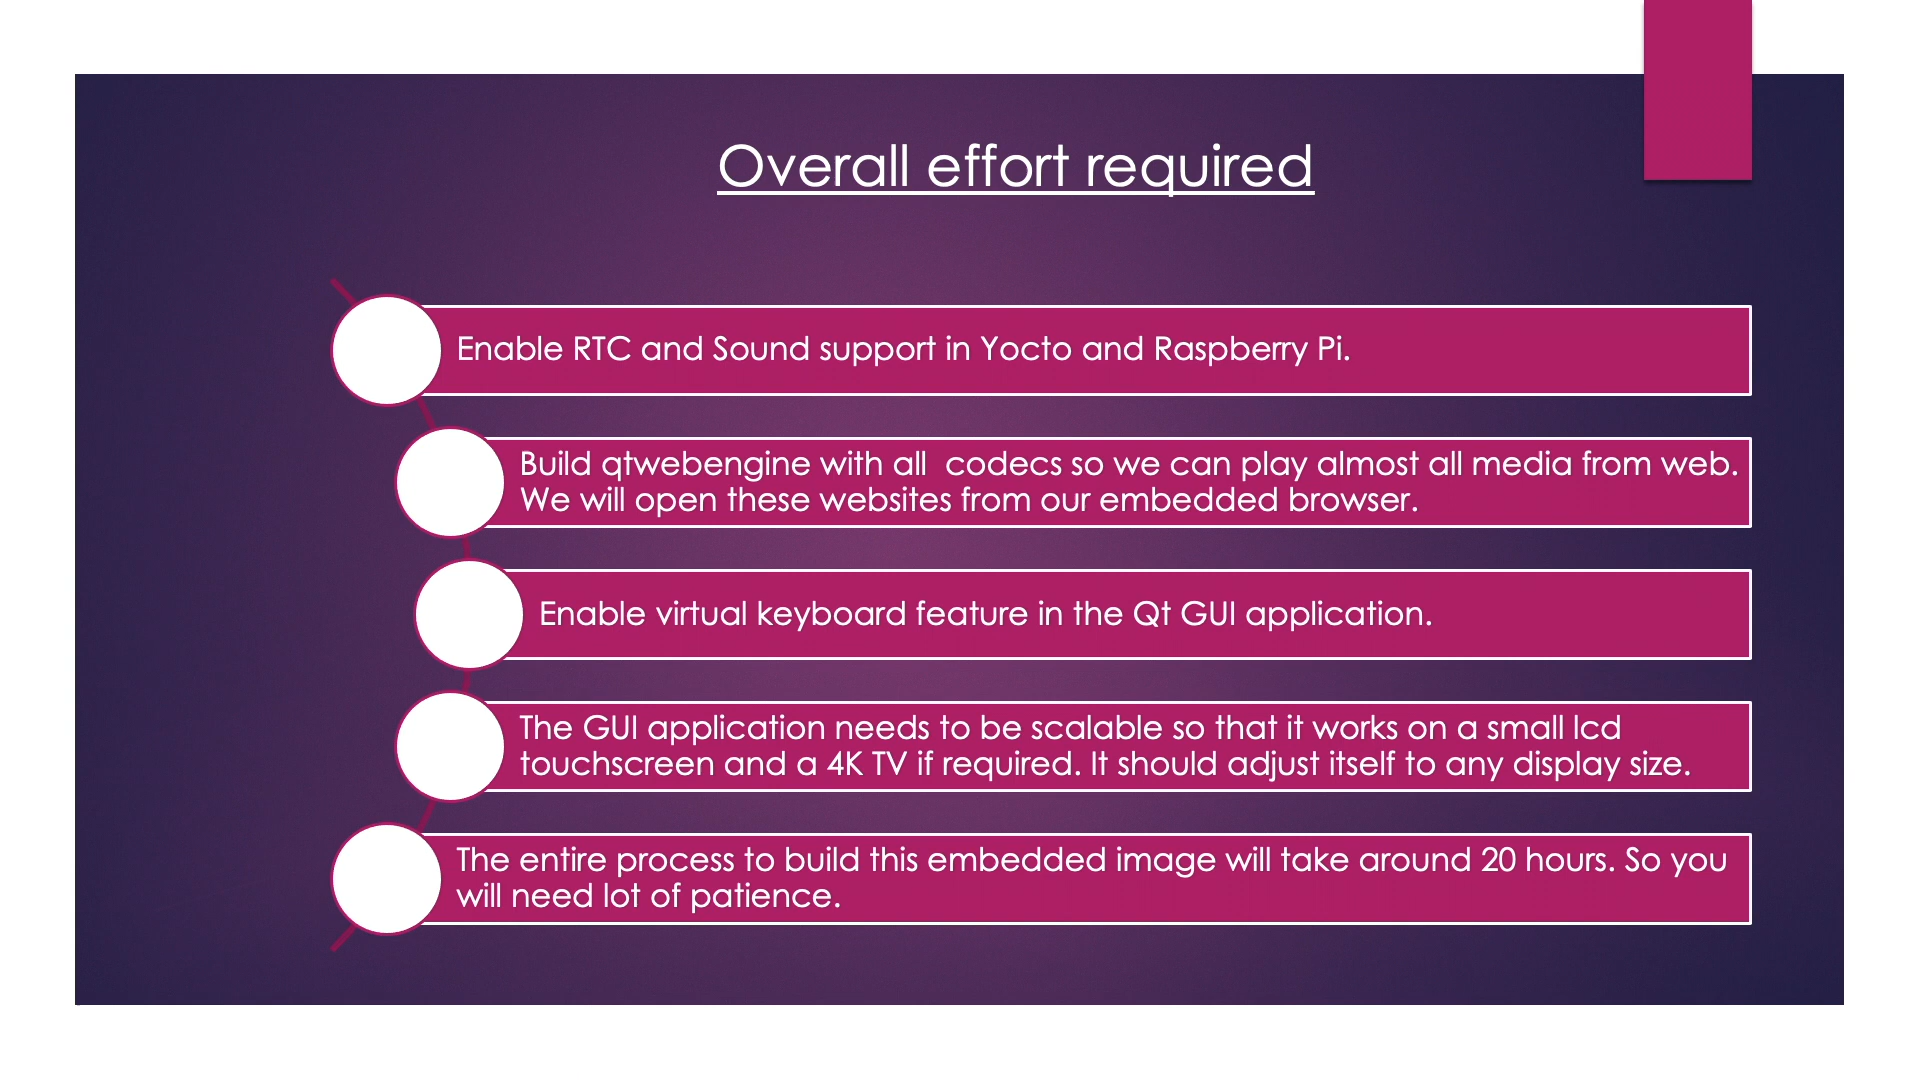 Overall effort required
Enable RTC and Sound support in Yocto and Raspberry Pi.
Build qtwebengine with all  codecs so we can play almost all media from web.
We will open these websites from our embedded browser.
Enable virtual keyboard feature in the Qt GUI application.
The GUI application needs to be scalable so that it works on a small lcd
touchscreen and a 4K TV if required. It should adjust itself to any display size.
The entire process to build this embedded image will take around 20 hours. So you
will need lot of patience.